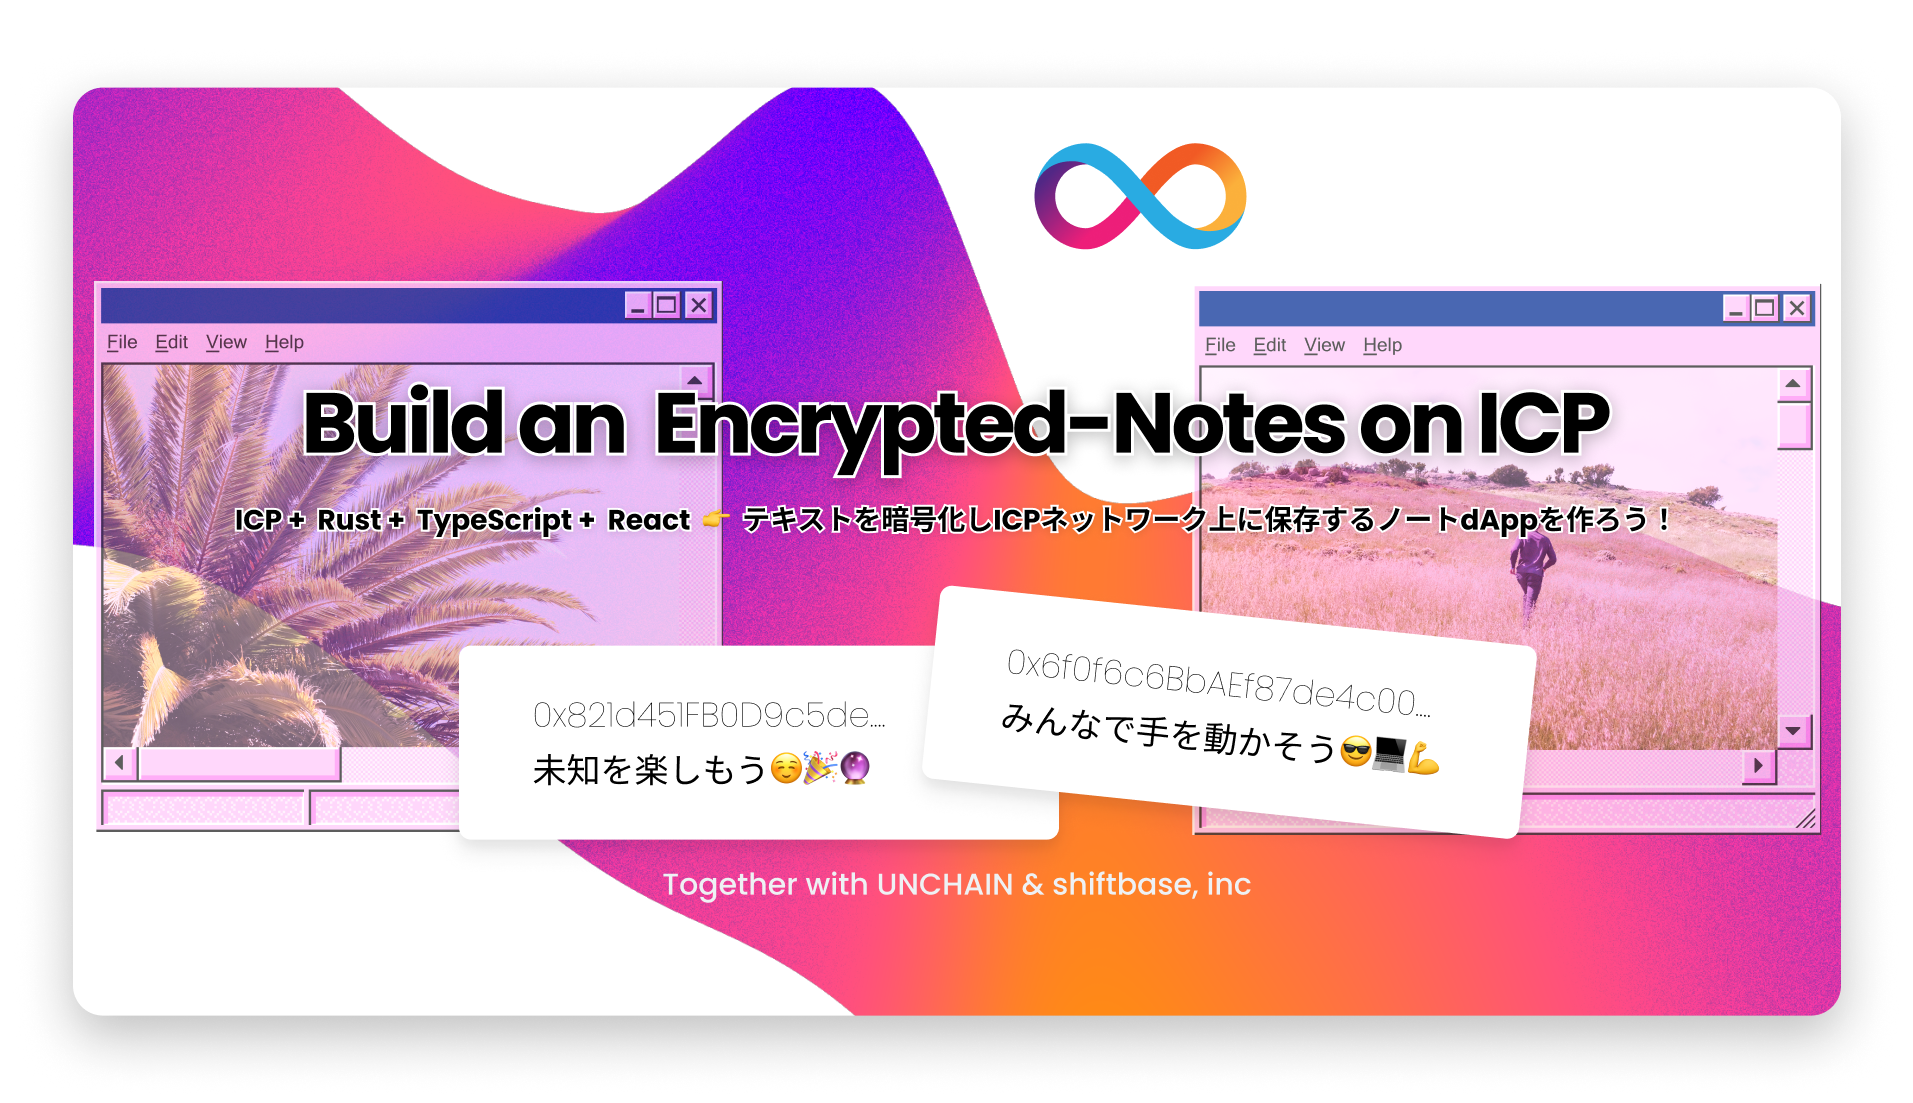 File Edit View Help
File Edit View Help
Build an Encrypted-Notes on ICP
ICP + Rust + TypeScript + React 👉 テキストを暗号化しICPネットワーク上に保存するノートdAppを作ろう！
0x821d451FB0D9c5de....
未知を楽しもう☺️🎉🔮
0x6f0f6c6BbAEf87de4c00....
みんなで手を動かそう😎💻💪
Together with UNCHAIN & shiftbase, inc